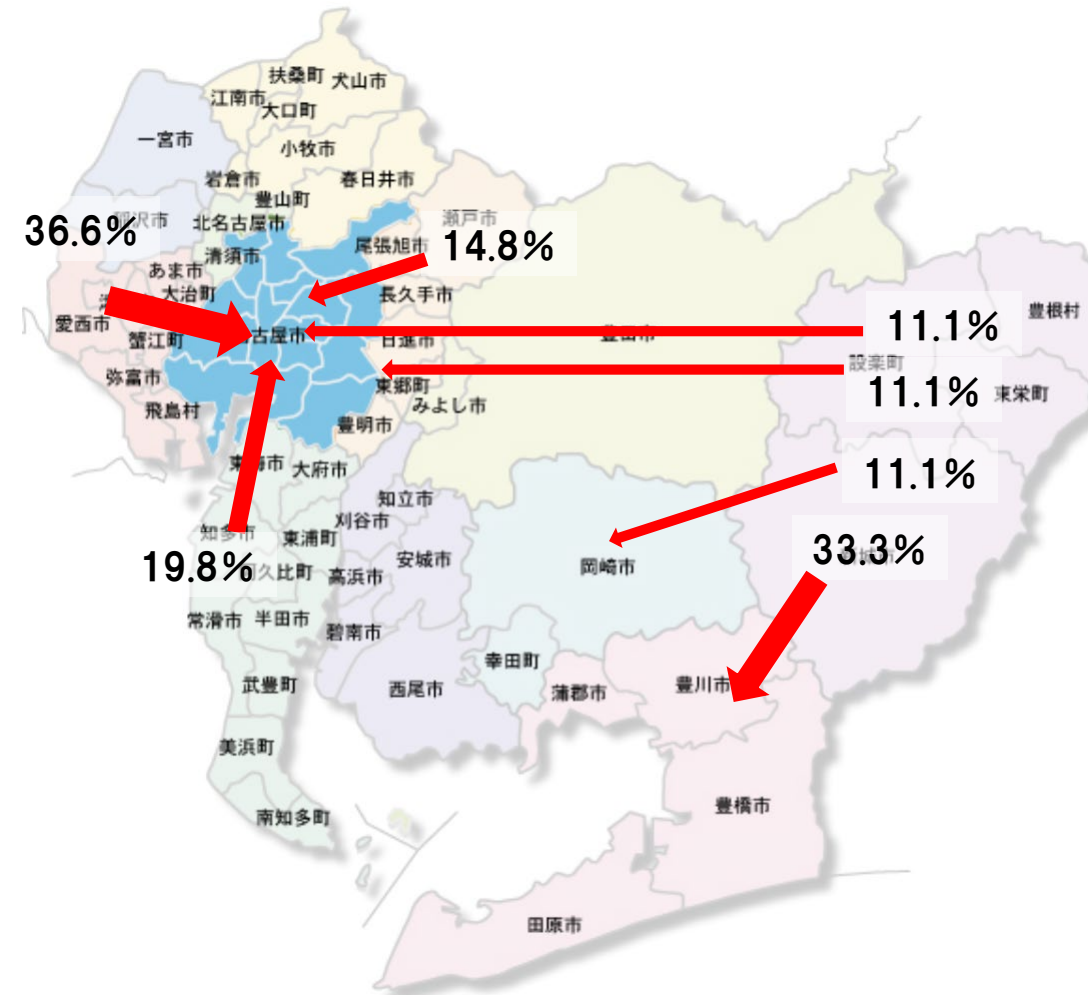 扶桑町
犬山市
江南市
大口町
一宮市
小牧市
岩倉市
春日井市
豊山町
北名古屋市
瀬戸市
36.6%
清須市
尾張旭市
14.8%
あま市
大治町
長久手市
愛西市
蟹江町
古屋市
日進市
豊田市
11.1%
豊根村
設楽町
弥富市
東郷町
みよし市
11.1%
東栄町
飛島村
豊明市
大府市
11.1%
知立市
知多市
東浦町
刈谷市
33.3%
19.8%
久比町
高浜市
安城市
岡崎市
常滑市
半田市
碧南市
武豊町
西尾市
幸田町
蒲郡市
豊川市
美浜町
南知多町
豊橋市
田原市